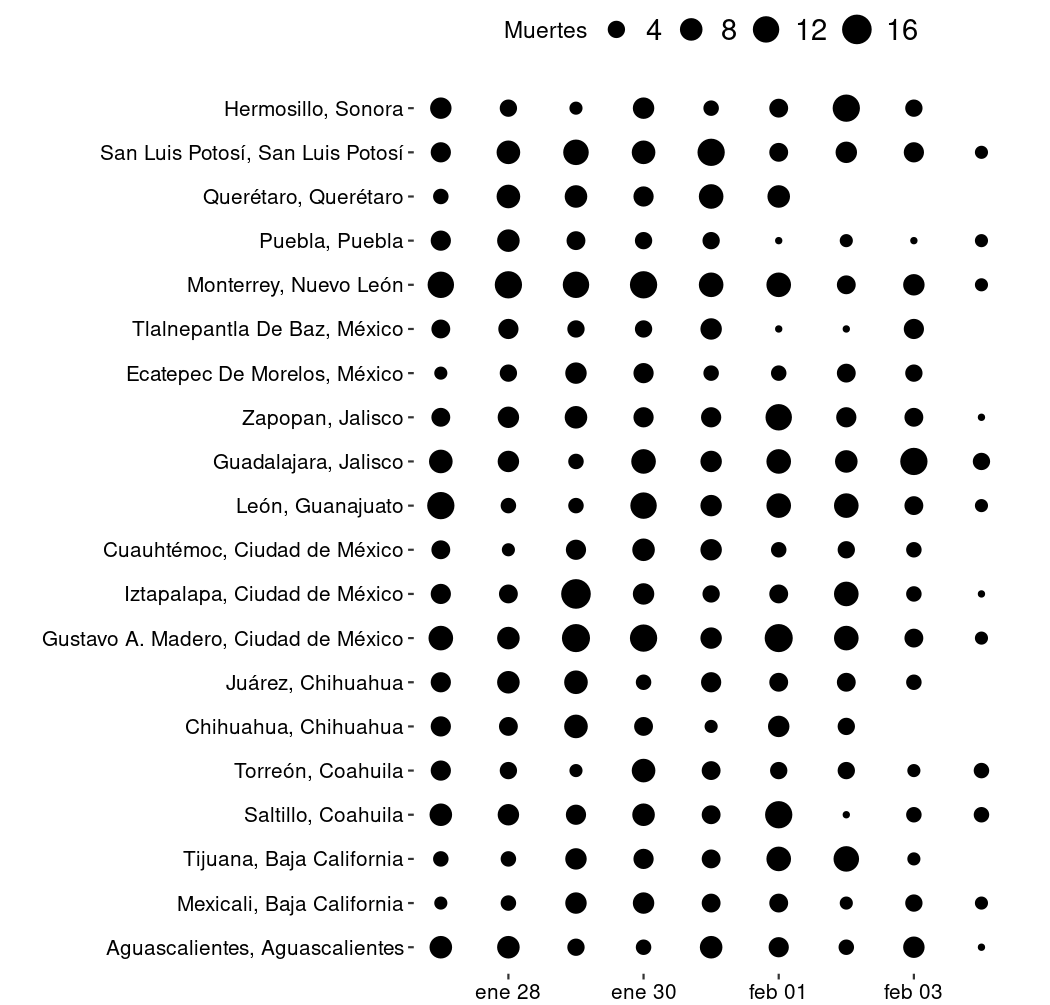 Muertes 4 8 12 16
Hermosillo, Sonora
San Luis Potosí, San Luis Potosí
Querétaro, Querétaro
Puebla, Puebla
Monterrey, Nuevo León
Tlalnepantla De Baz, México
Ecatepec De Morelos, México
Zapopan, Jalisco
Guadalajara, Jalisco
León, Guanajuato
Cuauhtémoc, Ciudad de México
Iztapalapa, Ciudad de México
Gustavo A. Madero, Ciudad de México
Juárez, Chihuahua
Chihuahua, Chihuahua
Torreón, Coahuila
Saltillo, Coahuila
Tijuana, Baja California
Mexicali, Baja California
Aguascalientes, Aguascalientes
ene 28 ene 30 feb 01 feb 03